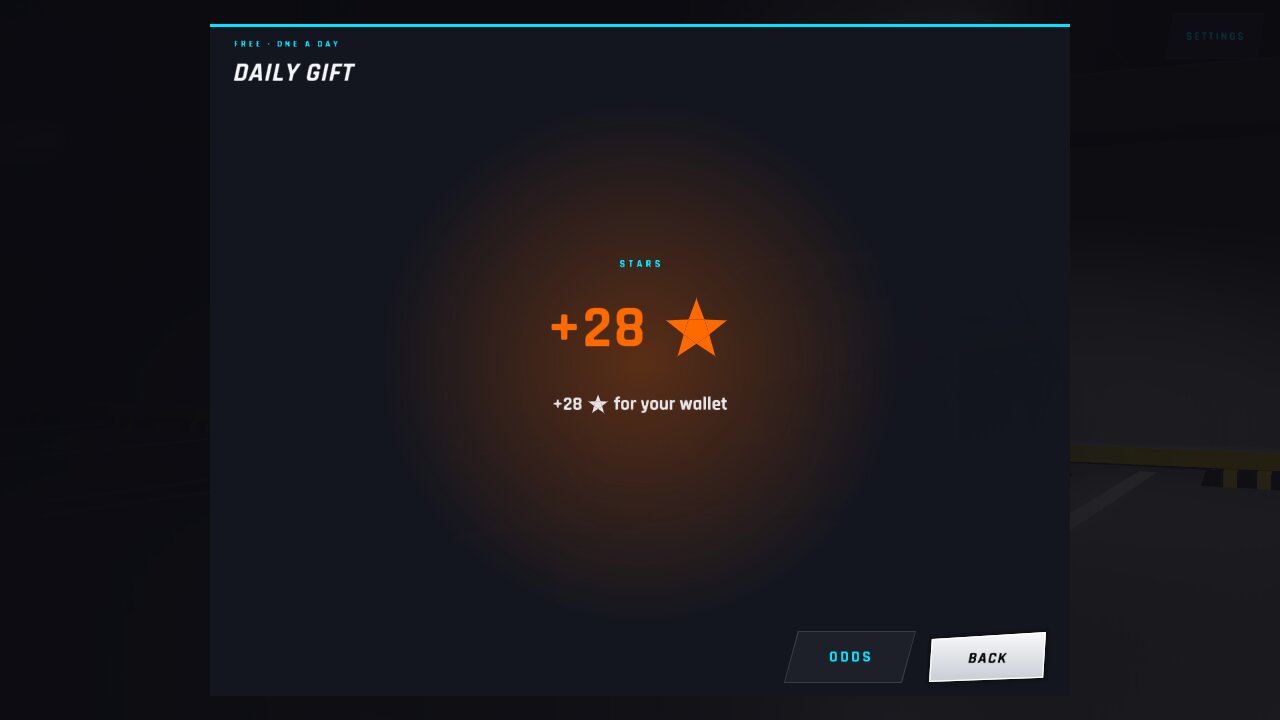 FREE · ONE A DAY
SETTINGS
DAILY GIFT
STARS
+28
+28 ★ for your wallet
ODDS
BACK